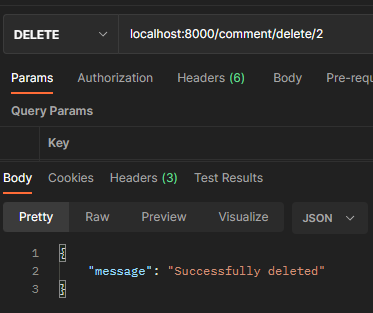 DELETE localhost:8000/comment/delete/2
Params Authorization Headers (6) Body Pre-requ
Query Params
Key
Body Cookies Headers (3) Test Results
Pretty Raw Preview Visualize JSON
1 {
2 "message": "Successfully deleted"
3 }